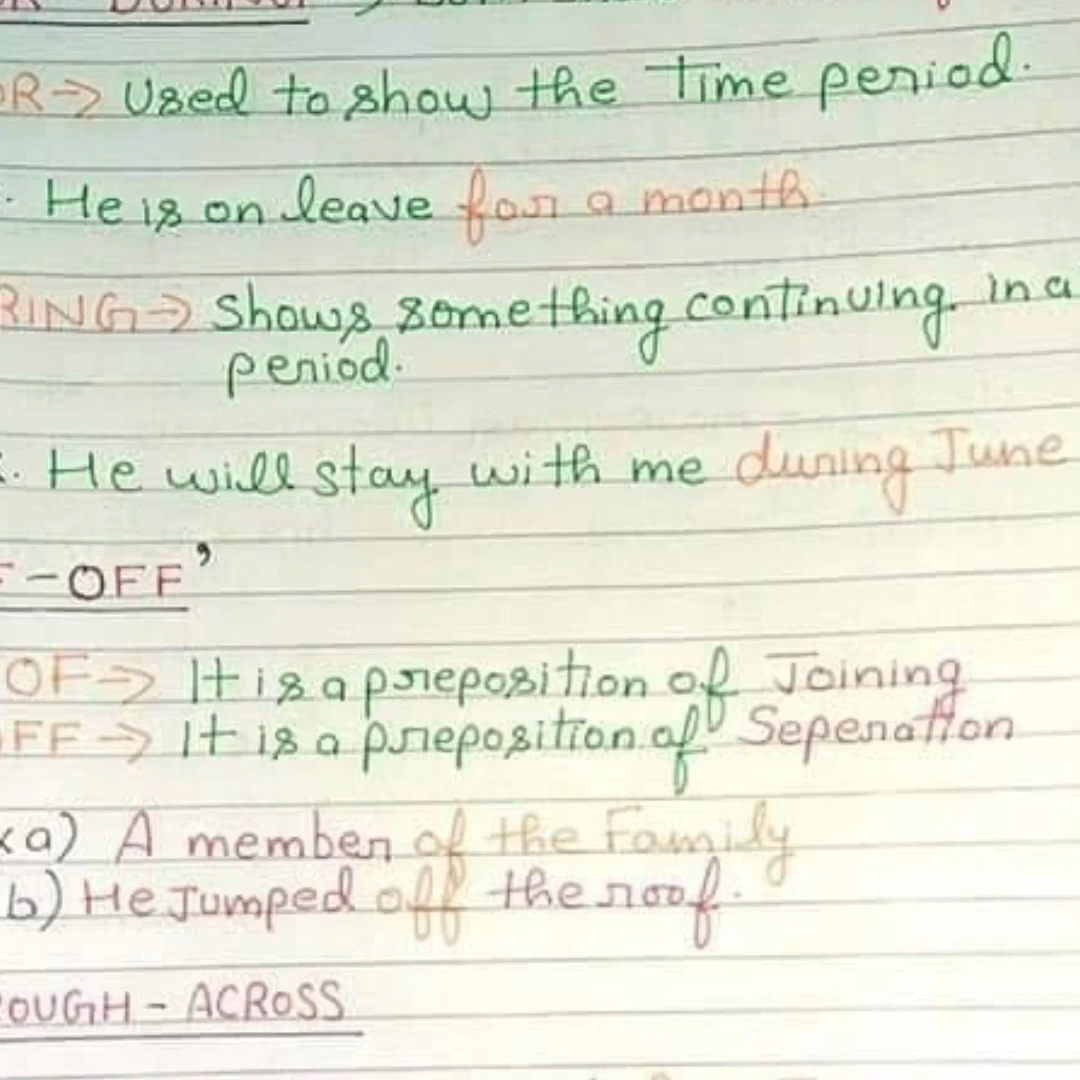 OR→ Used to show the Time period.
. He is on leave for a month
RING→ Shows something continuing in a
period.
. He will stay with me during June
F-OFF’
OF→ It is a preposition of Joining
FF→ It is a preposition of Seperation
xa) A member of the Family
b) He Jumped off the roof.
OUGH - ACROSS